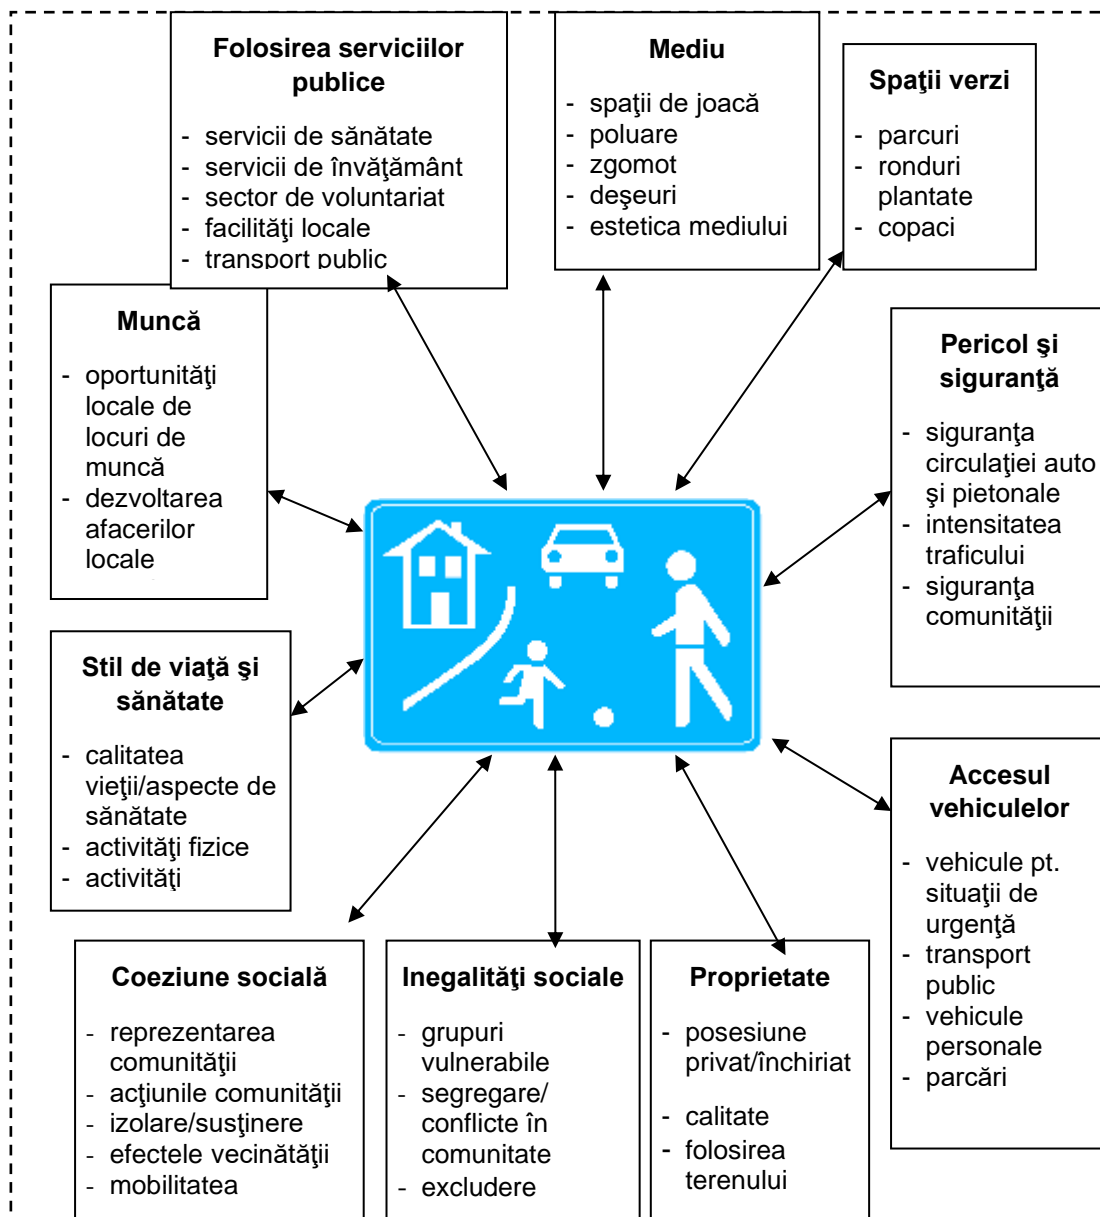 Folosirea serviciilor
publice
- servicii de sănătate
- servicii de învăţământ
- sector de voluntariat
- facilităţi locale
- transport public
Mediu
- spaţii de joacă
- poluare
- zgomot
- deşeuri
- estetica mediului
Spaţii verzi
- parcuri
- ronduri
plantate
- copaci
Muncă
- oportunităţi
locale de
locuri de
muncă
- dezvoltarea
afacerilor
locale
Pericol şi
siguranţă
- siguranţa
circulaţiei auto
şi pietonale
- intensitatea
traficului
- siguranţa
comunităţii
Stil de viaţă şi
sănătate
- calitatea
vieţii/aspecte de
sănătate
- activităţi fizice
- activităţi
Accesul
vehiculelor
- vehicule pt.
situaţii de
urgenţă
- transport
public
- vehicule
personale
- parcări
Coeziune socială
- reprezentarea
comunităţii
- acţiunile comunităţii
- izolare/susţinere
- efectele vecinătăţii
- mobilitatea
Inegalităţi sociale
- grupuri
vulnerabile
- segregare/
conflicte în
comunitate
- excludere
Proprietate
- posesiune
privat/închiriat
- calitate
- folosirea
terenului